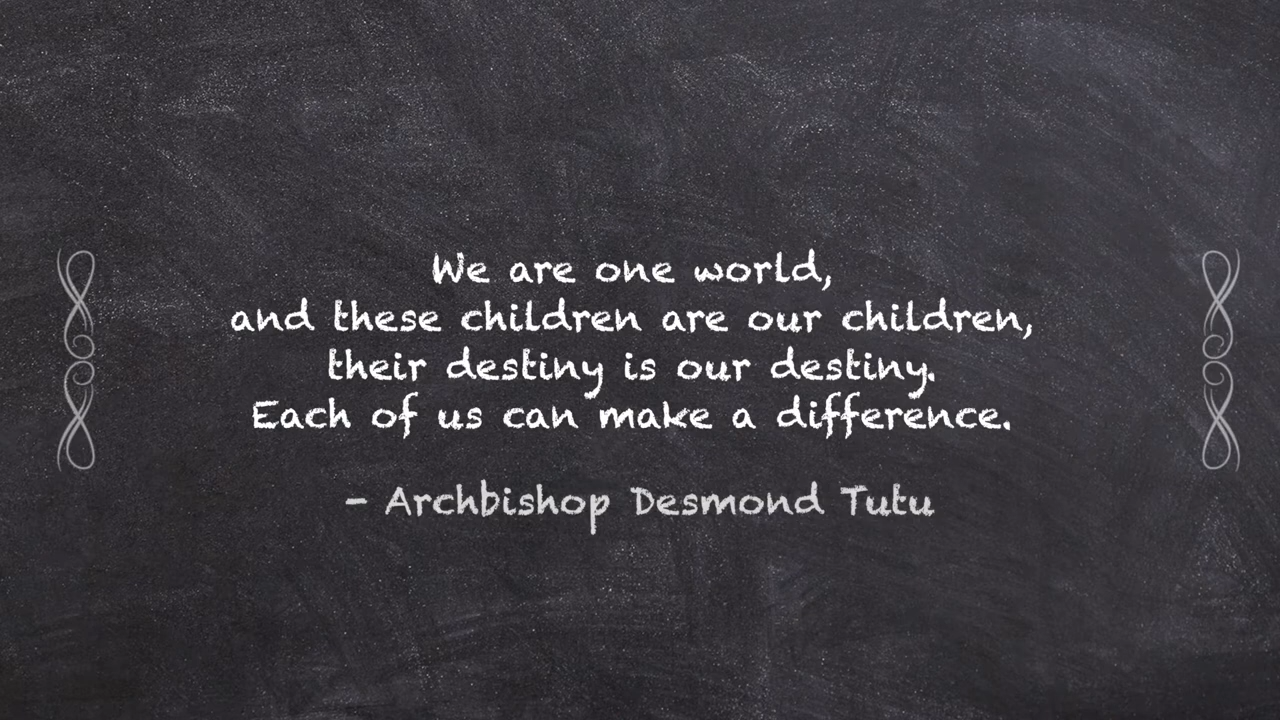 We are one world,
and these children are our children,
their destiny is our destiny.
Each of us can make a difference.
- Archbishop Desmond Tutu